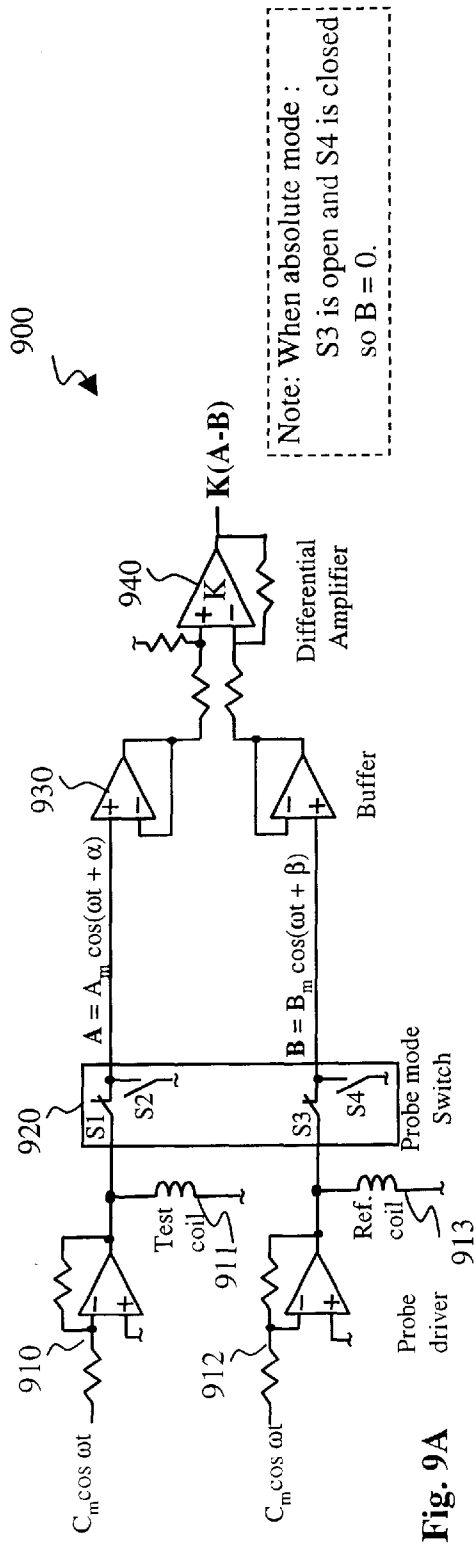 900
910
C_m cos ωt
Test
coil
911
920
S1
S2
A = A_m cos(ωt + α)
930
+
−
940
+
−
K
K(A-B)
Differential
Amplifier
Note: When absolute mode :
S3 is open and S4 is closed
so B = 0.
912
C_m cos ωt
−
+
−
+
Ref.
coil
913
Probe
driver
S3
S4
Probe mode
Switch
B = B_m cos(ωt + β)
−
+
Buffer
Fig. 9A